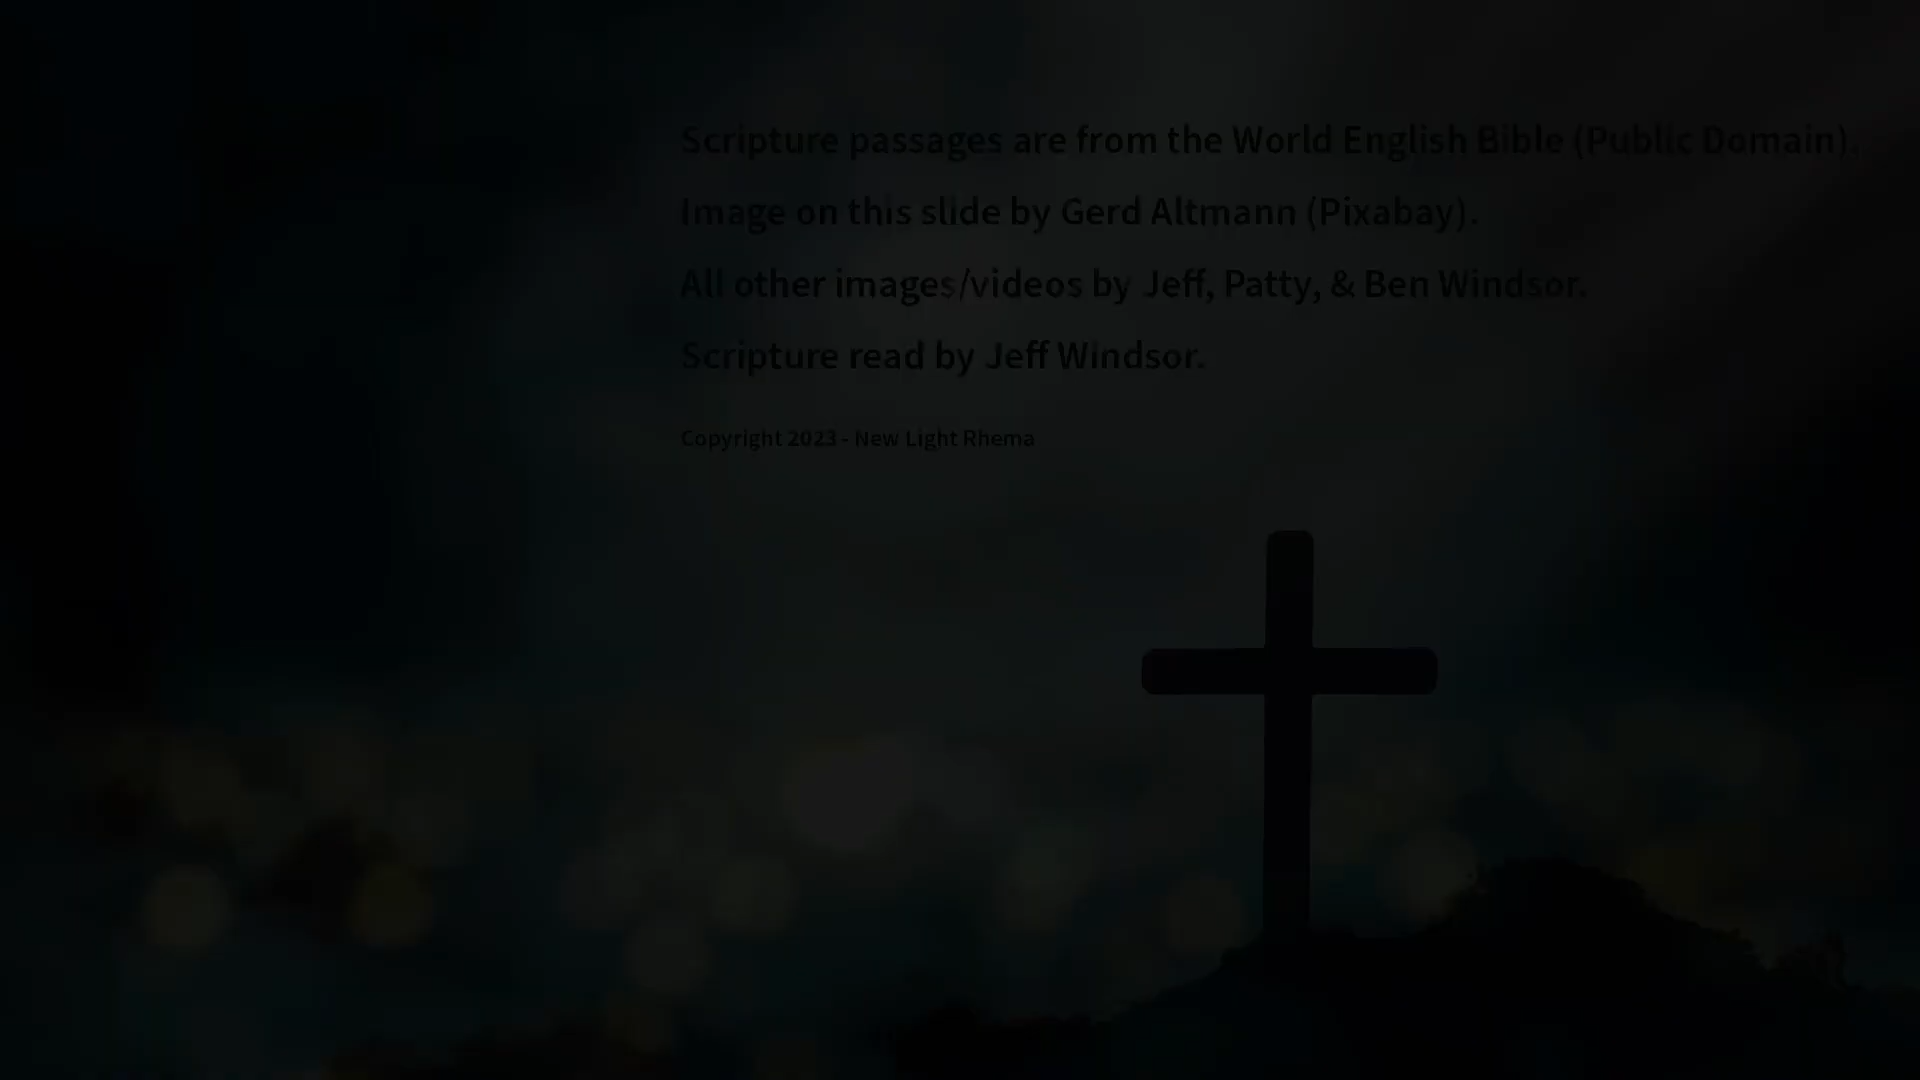 Scripture passages are from the World English Bible (Public Domain).
Image on this slide by Gerd Altmann (Pixabay).
All other images/videos by Jeff, Patty, & Ben Windsor.
Scripture read by Jeff Windsor.
Copyright 2023 - New Light Rhema